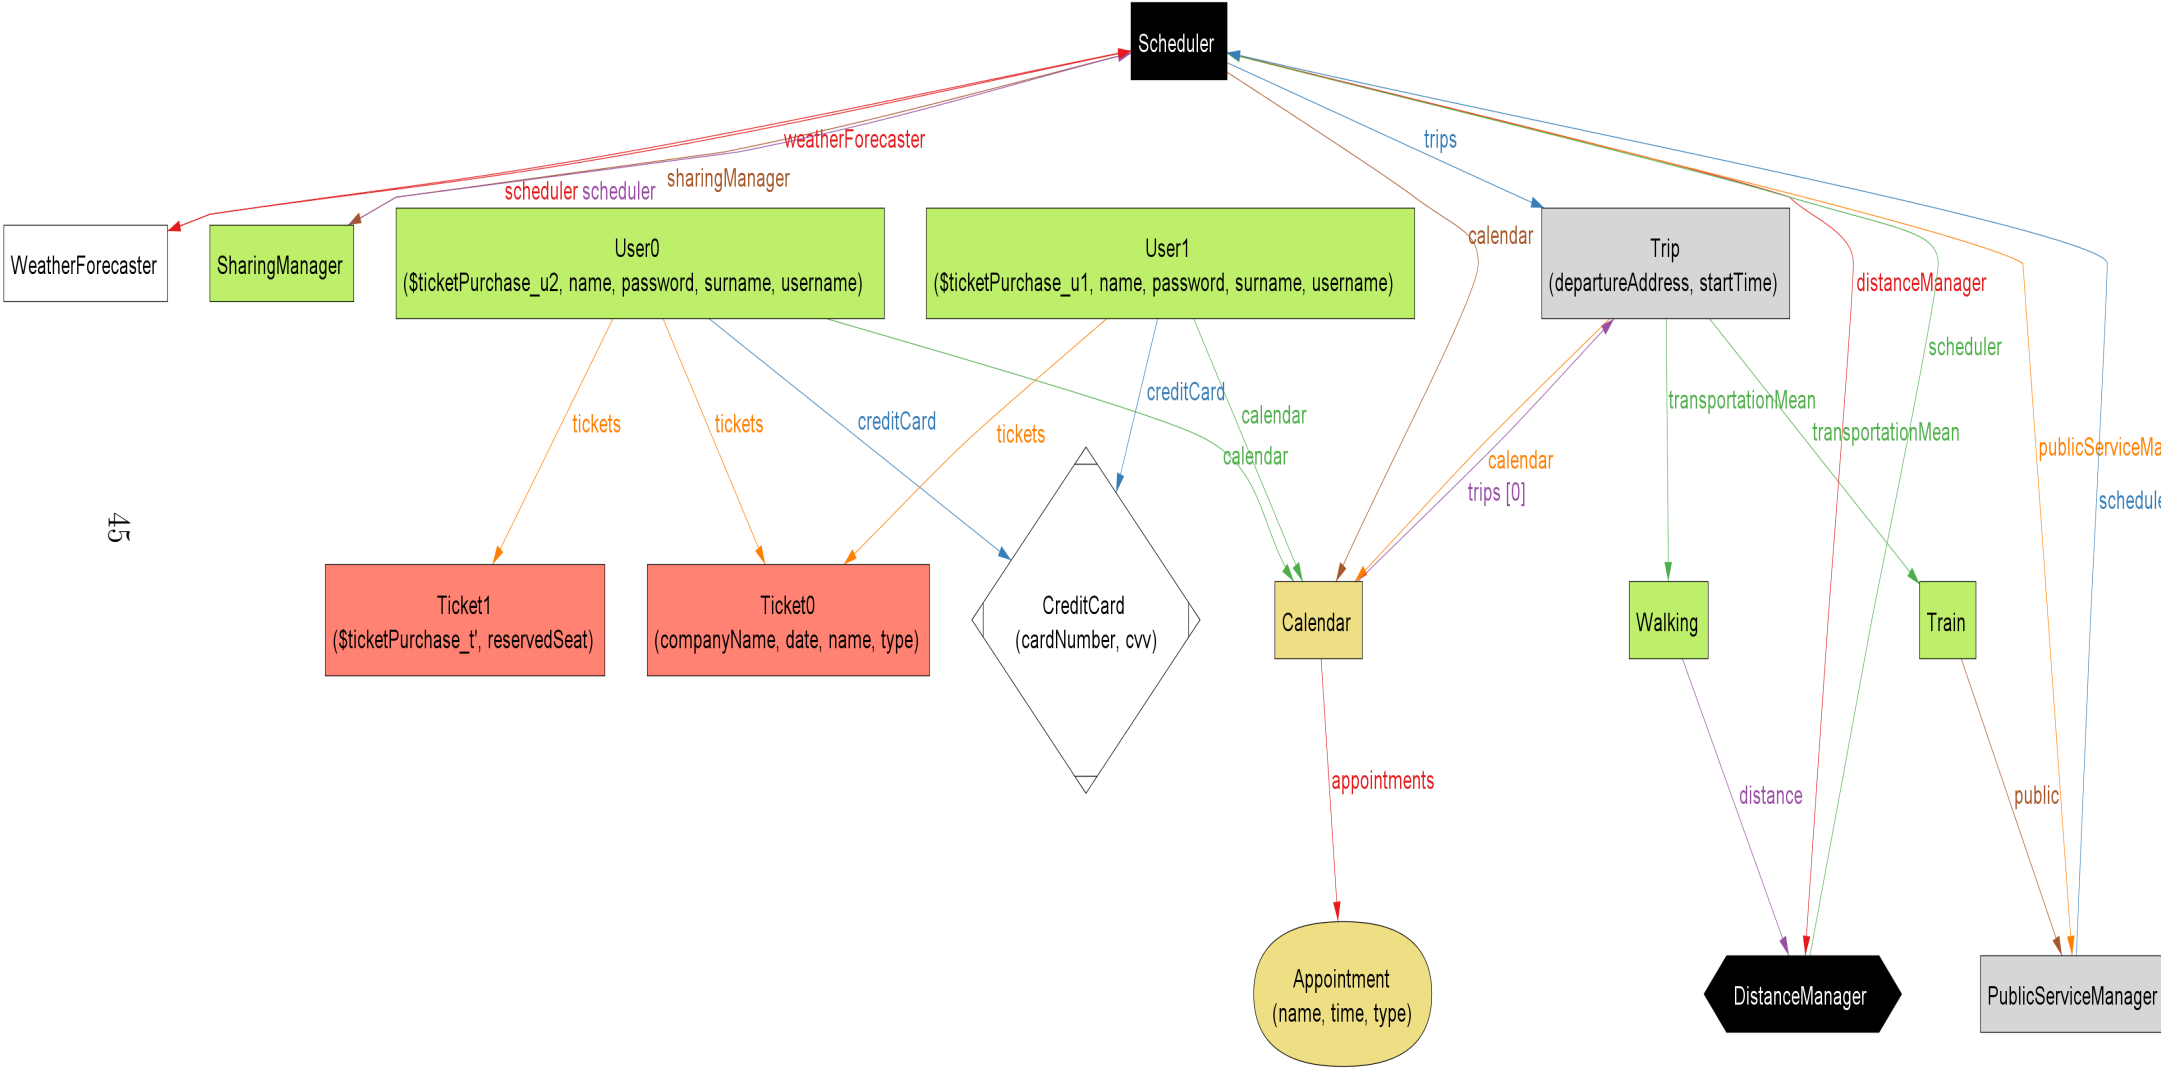 Scheduler
weatherForecaster
trips
sharingManager
scheduler
scheduler
calendar
WeatherForecaster
SharingManager
User0
($ticketPurchase_u2, name, password, surname, username)
User1
($ticketPurchase_u1, name, password, surname, username)
Trip
(departureAddress, startTime)
distanceManager
scheduler
creditCard
transportationMean
calendar
tickets
tickets
creditCard
tickets
transportationMean
calendar
calendar
publicServiceMa
trips [0]
schedule
45
Ticket1
($ticketPurchase_t', reservedSeat)
Ticket0
(companyName, date, name, type)
CreditCard
(cardNumber, cvv)
Calendar
Walking
Train
appointments
distance
public
Appointment
(name, time, type)
DistanceManager
PublicServiceManager